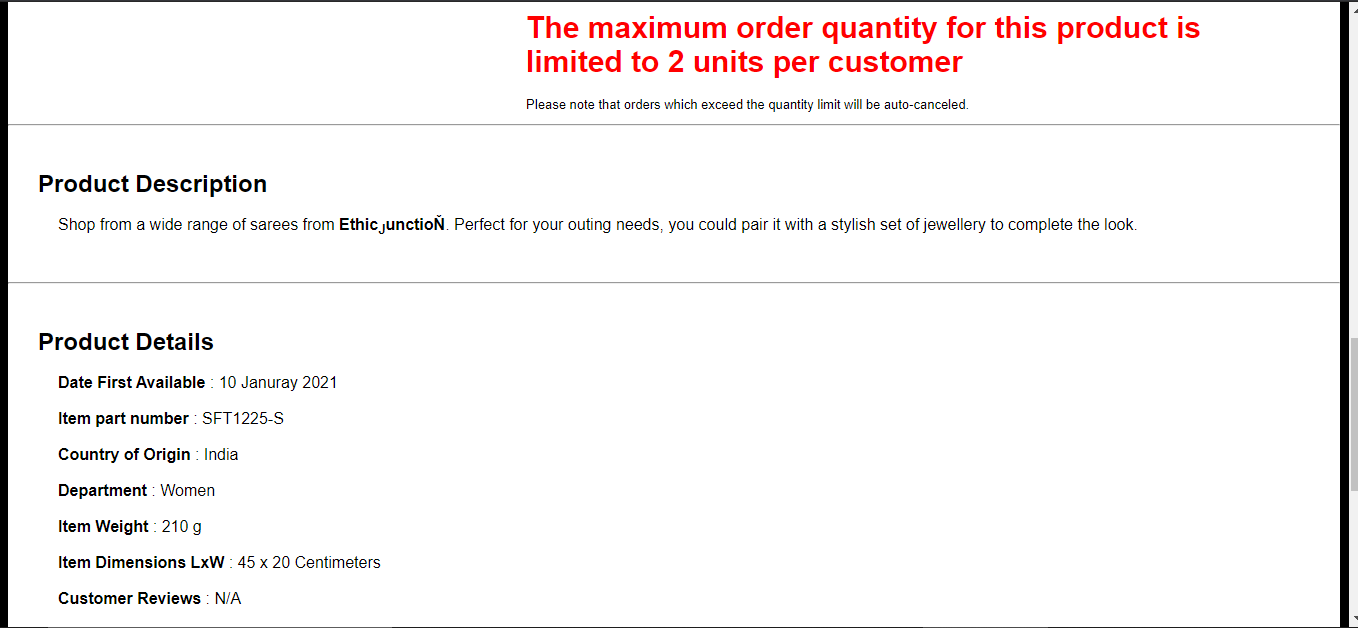 The maximum order quantity for this product is
limited to 2 units per customer
Please note that orders which exceed the quantity limit will be auto-canceled.
Product Description
Shop from a wide range of sarees from EthicڶunctioŇ. Perfect for your outing needs, you could pair it with a stylish set of jewellery to complete the look.
Product Details
Date First Available : 10 Januray 2021
Item part number : SFT1225-S
Country of Origin : India
Department : Women
Item Weight : 210 g
Item Dimensions LxW : 45 x 20 Centimeters
Customer Reviews : N/A